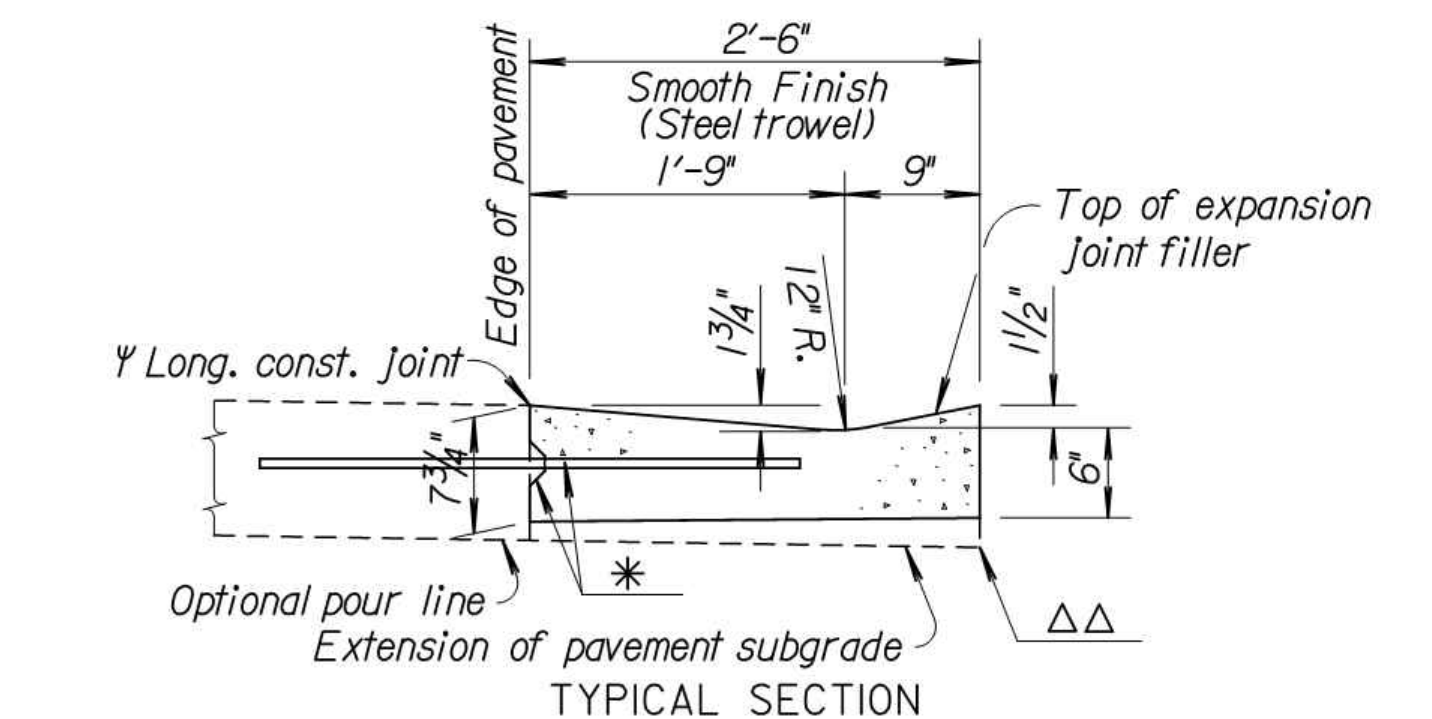 2'-6"
Smooth Finish
(Steel trowel)
1'-9"
9"
Edge of pavement
Top of expansion
joint filler
1 3/4"
12" R.
1 1/2"
Ψ Long. const. joint
7 3/4"
6"
✳
Optional pour line
△△
Extension of pavement subgrade
TYPICAL SECTION